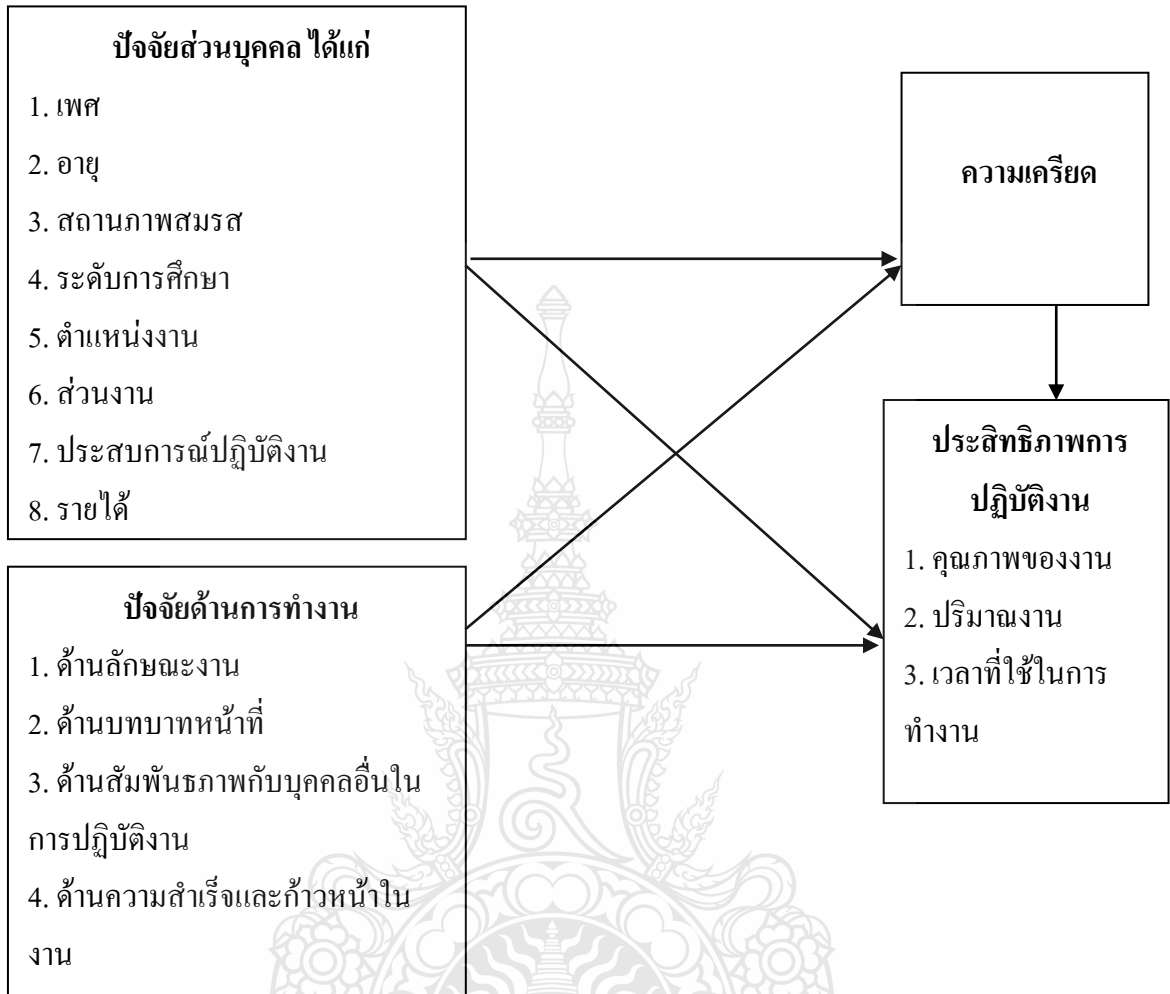 ปัจจัยส่วนบุคคล ได้แก่
1. เพศ
2. อายุ
3. สถานภาพสมรส
4. ระดับการศึกษา
5. ตำแหน่งงาน
6. ส่วนงาน
7. ประสบการณ์ปฏิบัติงาน
8. รายได้
ปัจจัยด้านการทำงาน
1. ด้านลักษณะงาน
2. ด้านบทบาทหน้าที่
3. ด้านสัมพันธภาพกับบุคคลอื่นใน
การปฏิบัติงาน
4. ด้านความสำเร็จและก้าวหน้าใน
งาน
ความเครียด
ประสิทธิภาพการ
ปฏิบัติงาน
1. คุณภาพของงาน
2. ปริมาณงาน
3. เวลาที่ใช้ในการ
ทำงาน